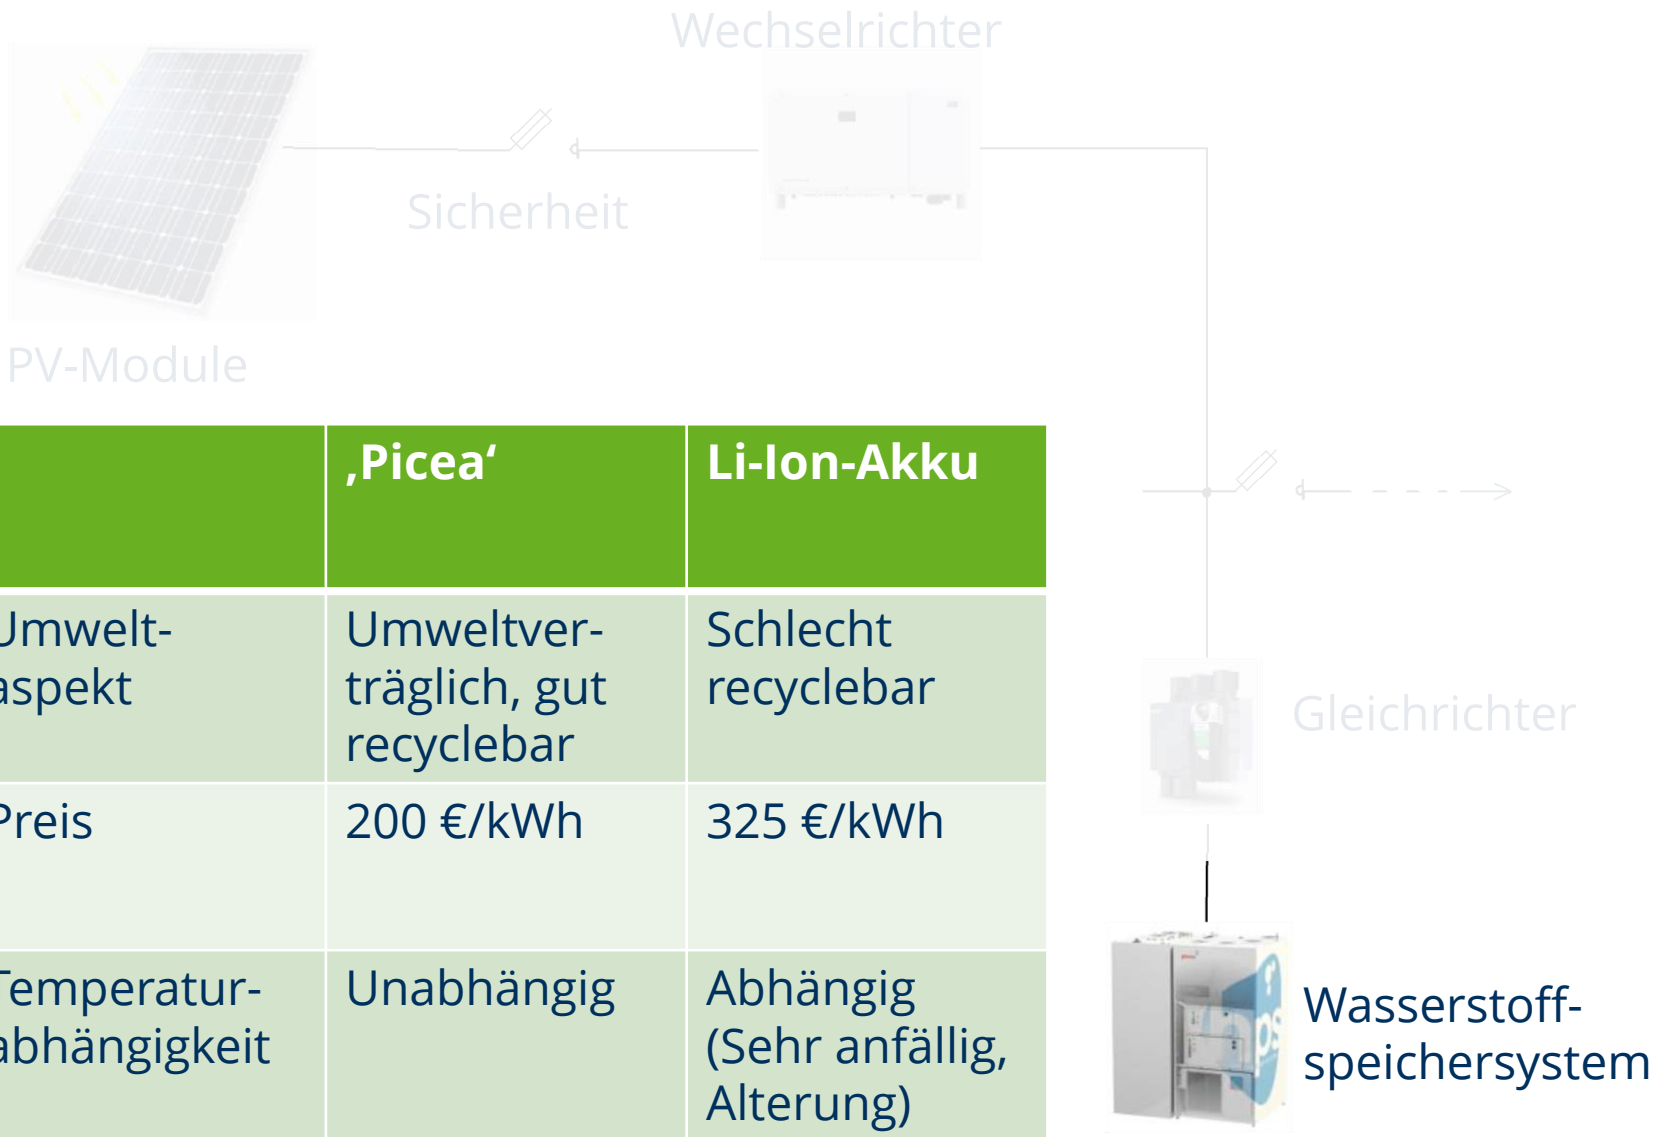 Wechselrichter
Sicherheit
PV-Module
‚Picea‘
Li-Ion-Akku
Umwelt-
aspekt
Umweltver-
träglich, gut
recyclebar
Schlecht
recyclebar
Preis
200 €/kWh
325 €/kWh
Temperatur-
abhängigkeit
Unabhängig
Abhängig
(Sehr anfällig,
Alterung)
Gleichrichter
Wasserstoff-
speichersystem